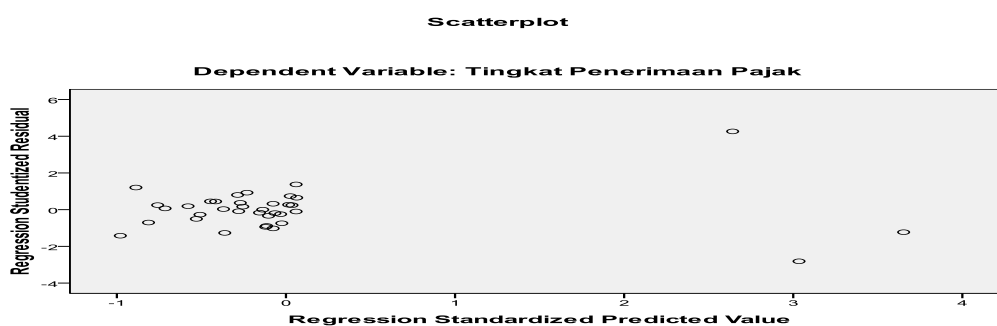 Scatterplot
Dependent Variable: Tingkat Penerimaan Pajak
Regression Studentized Residual
6
4
2
0
-2
-4
-1 0 1 2 3 4
Regression Standardized Predicted Value